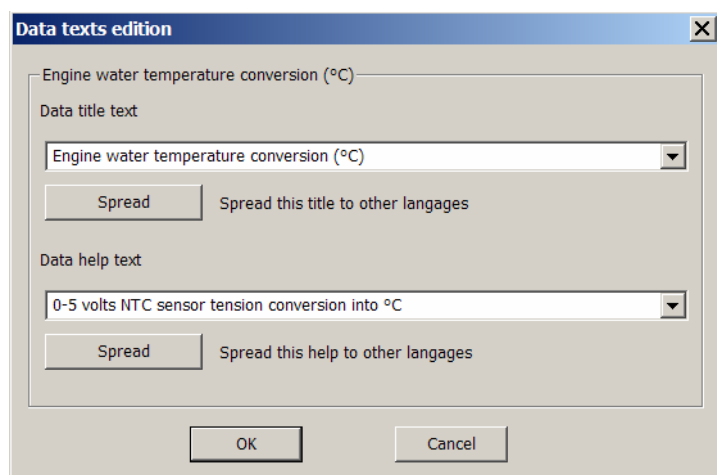 Data texts edition
Engine water temperature conversion (°C)
Data title text
Engine water temperature conversion (°C)
Spread Spread this title to other langages
Data help text
0-5 volts NTC sensor tension conversion into °C
Spread Spread this help to other langages
OK Cancel